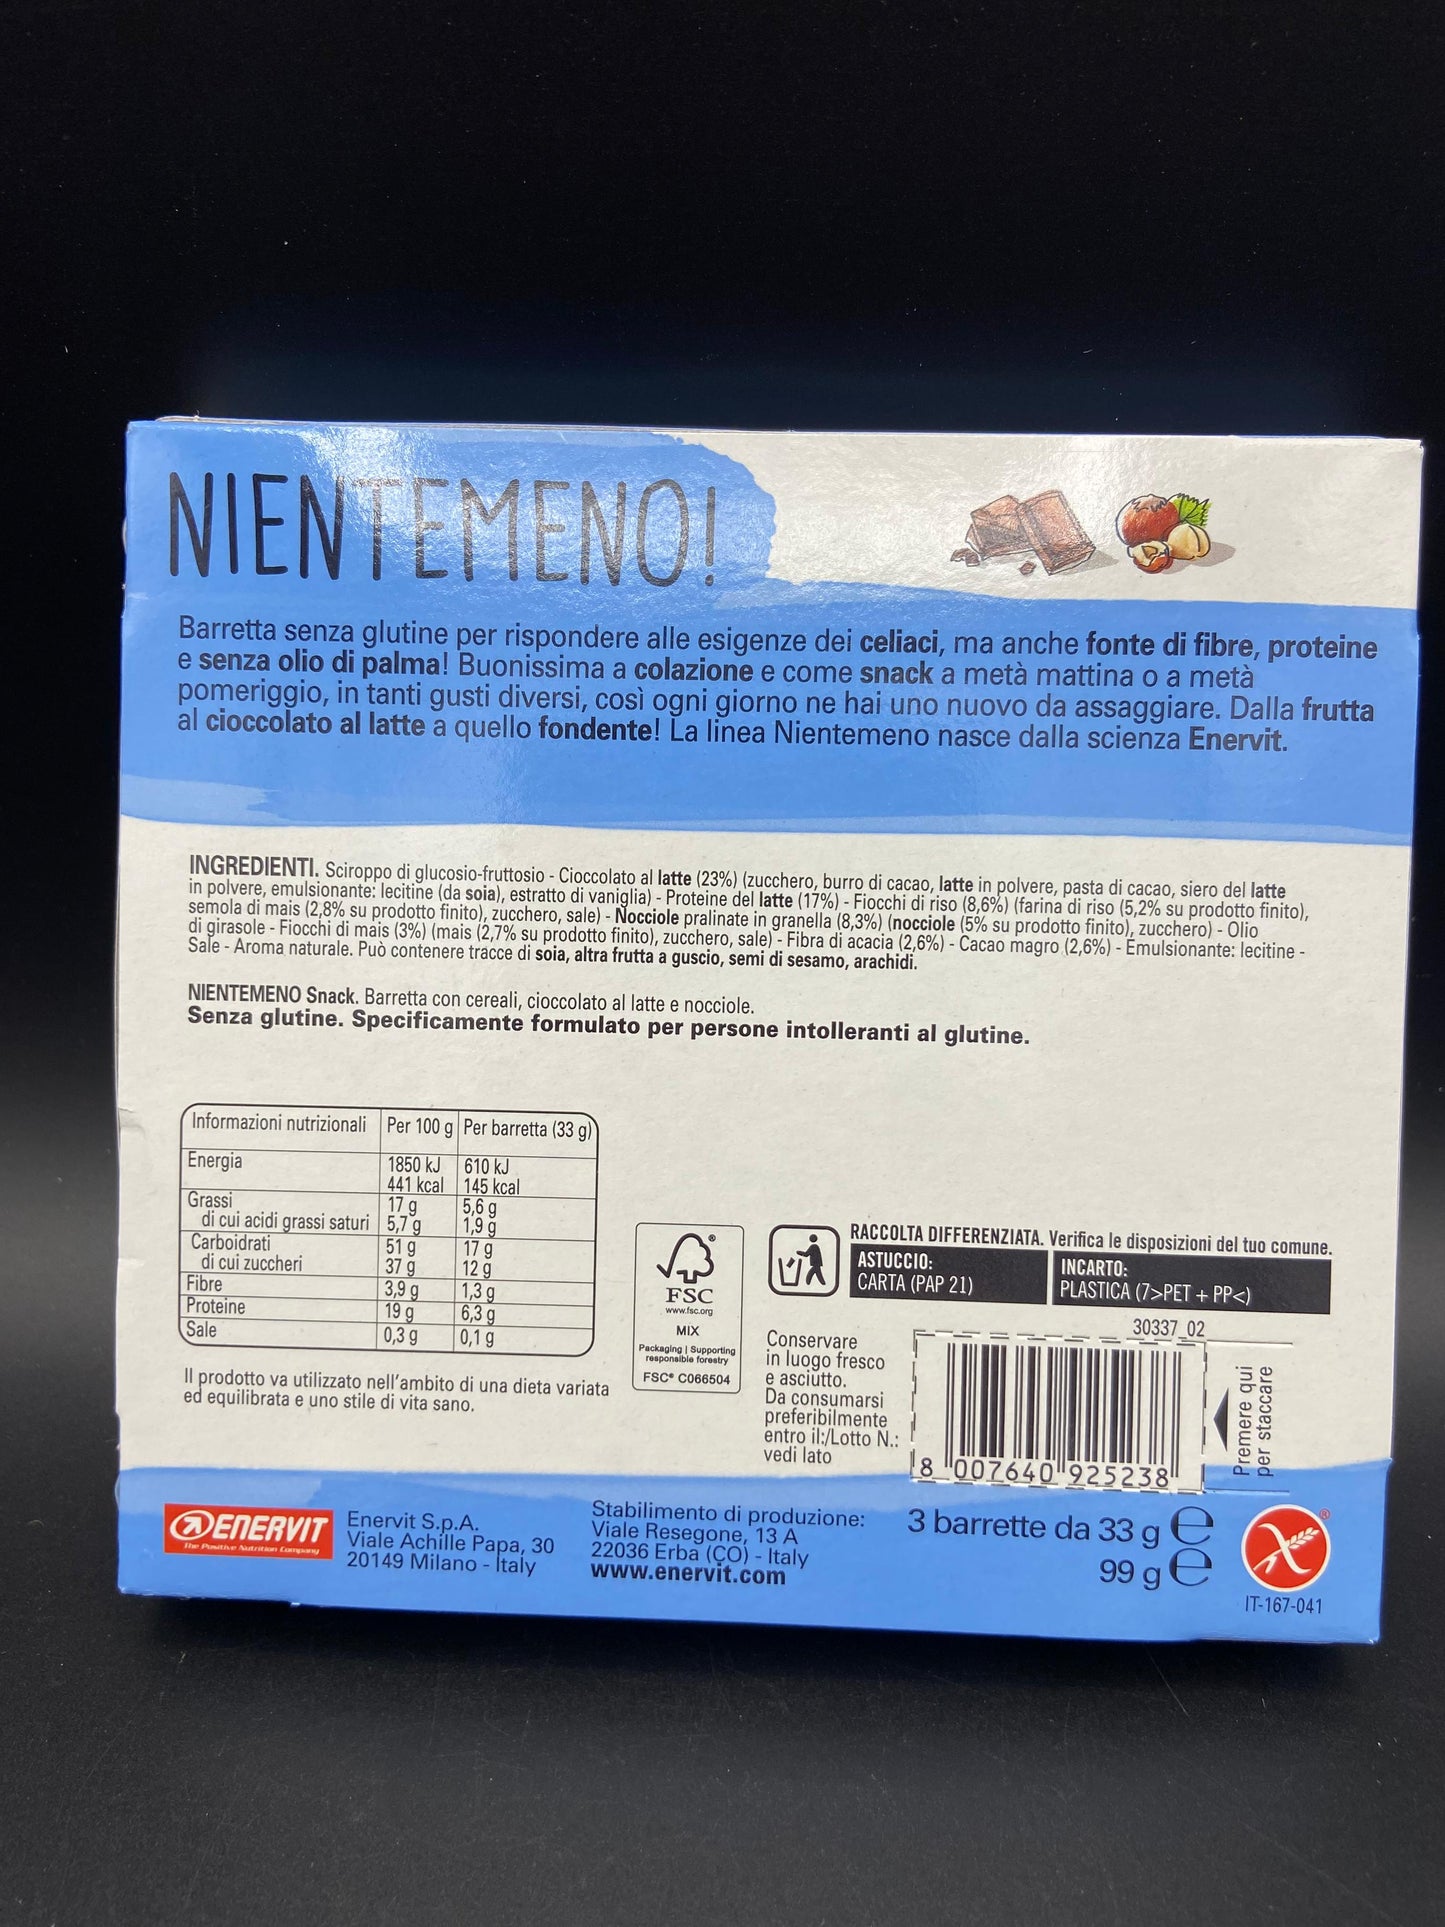 NIENTEMENO!
Barretta senza glutine per rispondere alle esigenze dei celiaci, ma anche fonte di fibre, proteine
e senza olio di palma! Buonissima a colazione e come snack a metà mattina o a metà
pomeriggio, in tanti gusti diversi, così ogni giorno ne hai uno nuovo da assaggiare. Dalla frutta
al cioccolato al latte a quello fondente! La linea Nientemeno nasce dalla scienza Enervit.
INGREDIENTI. Sciroppo di glucosio-fruttosio - Cioccolato al latte (23%) (zucchero, burro di cacao, latte in polvere, pasta di cacao, siero del latte
in polvere, emulsionante: lecitine (da soia), estratto di vaniglia) - Proteine del latte (17%) - Fiocchi di riso (8,6%) (farina di riso (5,2% su prodotto finito),
semola di mais (2,8% su prodotto finito), zucchero, sale) - Nocciole pralinate in granella (8,3%) (nocciole (5% su prodotto finito), zucchero) - Olio
di girasole - Fiocchi di mais (3%) (mais (2,7% su prodotto finito), zucchero, sale) - Fibra di acacia (2,6%) - Cacao magro (2,6%) - Emulsionante: lecitine -
Sale - Aroma naturale. Può contenere tracce di soia, altra frutta a guscio, semi di sesamo, arachidi.
NIENTEMENO Snack. Barretta con cereali, cioccolato al latte e nocciole.
Senza glutine. Specificamente formulato per persone intolleranti al glutine.
Informazioni nutrizionali Per 100 g Per barretta (33 g)
Energia 1850 kJ 610 kJ
441 kcal 145 kcal
Grassi 17 g 5,6 g
di cui acidi grassi saturi 5,7 g 1,9 g
Carboidrati 51 g 17 g
di cui zuccheri 37 g 12 g
Fibre 3,9 g 1,3 g
Proteine 19 g 6,3 g
Sale 0,3 g 0,1 g
Il prodotto va utilizzato nell'ambito di una dieta variata
ed equilibrata e uno stile di vita sano.
®
FSC
www.fsc.org
MIX
Packaging | Supporting
responsible forestry
FSC® C066504
RACCOLTA DIFFERENZIATA. Verifica le disposizioni del tuo comune.
ASTUCCIO:
CARTA (PAP 21)
INCARTO:
PLASTICA (7>PET + PP<)
30337_02
Conservare
in luogo fresco
e asciutto.
Da consumarsi
preferibilmente
entro il:/Lotto N.:
vedi lato
8 007640 925238
Premere qui
per staccare
ENERVIT
The Positive Nutrition Company
Enervit S.p.A.
Viale Achille Papa, 30
20149 Milano - Italy
Stabilimento di produzione:
Viale Resegone, 13 A
22036 Erba (CO) - Italy
www.enervit.com
3 barrette da 33 g e
99 g e
®
IT-167-041